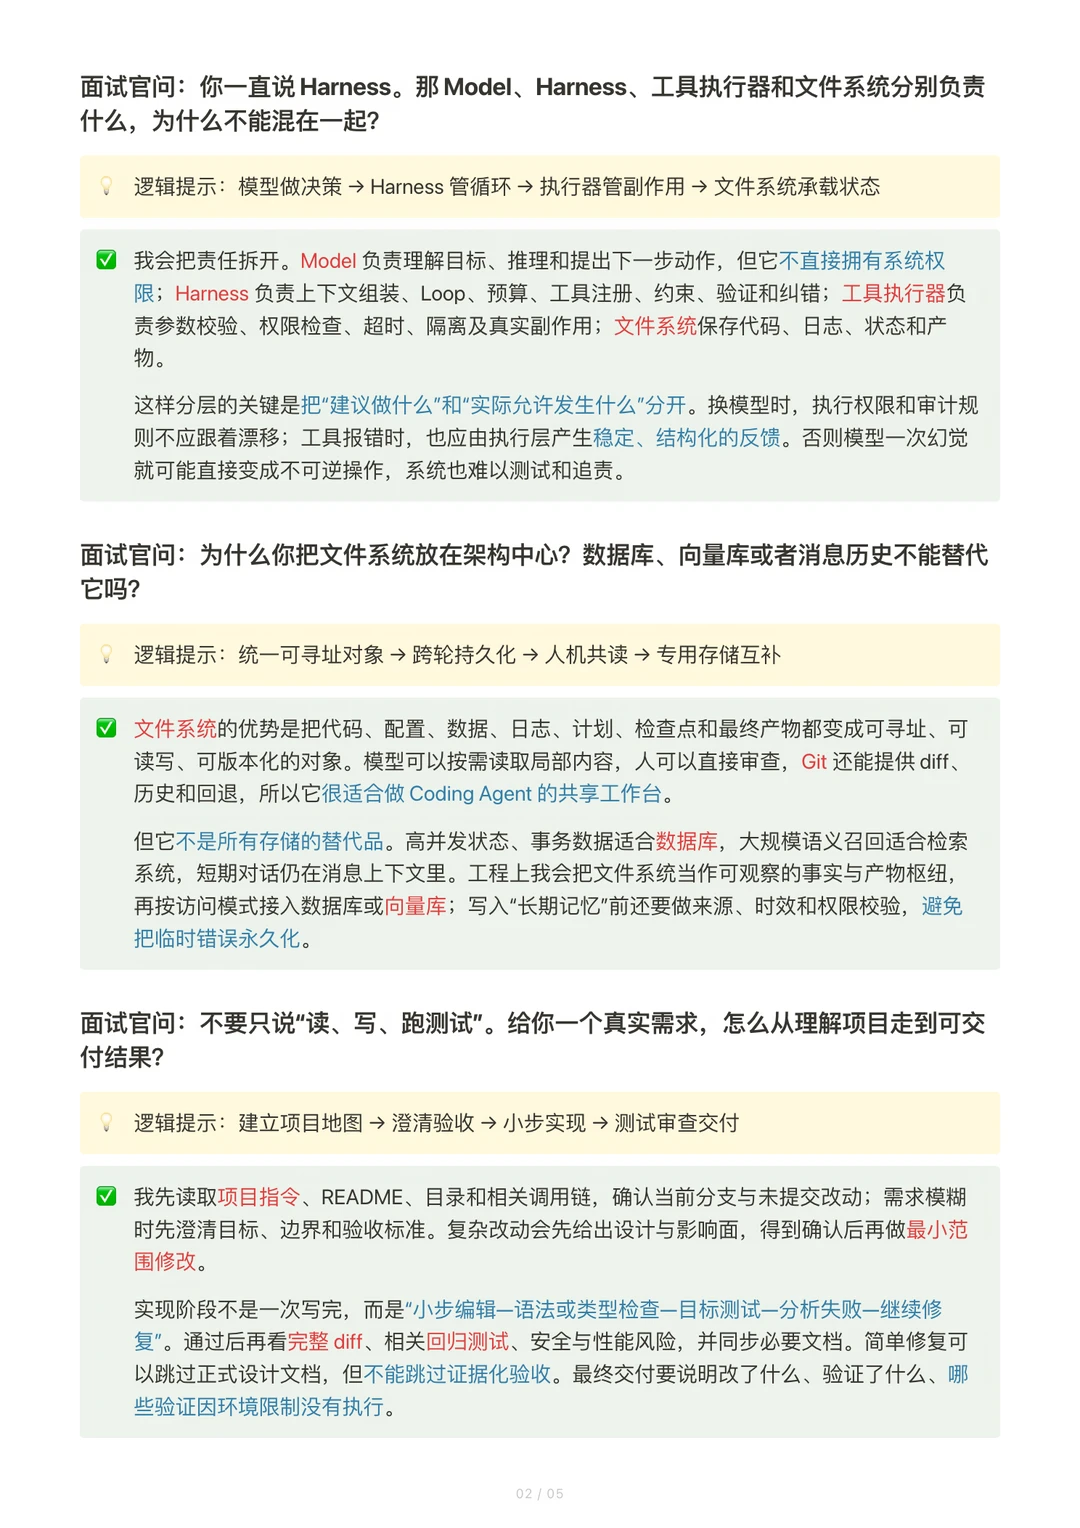 面试官问：你一直说 Harness。那 Model、Harness、工具执行器和文件系统分别负责
什么，为什么不能混在一起？
💡 逻辑提示：模型做决策 → Harness 管循环 → 执行器管副作用 → 文件系统承载状态
✅ 我会把责任拆开。Model 负责理解目标、推理和提出下一步动作，但它不直接拥有系统权
限；Harness 负责上下文组装、Loop、预算、工具注册、约束、验证和纠错；工具执行器负
责参数校验、权限检查、超时、隔离及真实副作用；文件系统保存代码、日志、状态和产
物。
这样分层的关键是把“建议做什么”和“实际允许发生什么”分开。换模型时，执行权限和审计规
则不应跟着漂移；工具报错时，也应由执行层产生稳定、结构化的反馈。否则模型一次幻觉
就可能直接变成不可逆操作，系统也难以测试和追责。
面试官问：为什么你把文件系统放在架构中心？数据库、向量库或者消息历史不能替代
它吗？
💡 逻辑提示：统一可寻址对象 → 跨轮持久化 → 人机共读 → 专用存储互补
✅ 文件系统的优势是把代码、配置、数据、日志、计划、检查点和最终产物都变成可寻址、可
读写、可版本化的对象。模型可以按需读取局部内容，人可以直接审查，Git 还能提供 diff、
历史和回退，所以它很适合做 Coding Agent 的共享工作台。
但它不是所有存储的替代品。高并发状态、事务数据适合数据库，大规模语义召回适合检索
系统，短期对话仍在消息上下文里。工程上我会把文件系统当作可观察的事实与产物枢纽，
再按访问模式接入数据库或向量库；写入“长期记忆”前还要做来源、时效和权限校验，避免
把临时错误永久化。
面试官问：不要只说“读、写、跑测试”。给你一个真实需求，怎么从理解项目走到可交
付结果？
💡 逻辑提示：建立项目地图 → 澄清验收 → 小步实现 → 测试审查交付
✅ 我先读取项目指令、README、目录和相关调用链，确认当前分支与未提交改动；需求模糊
时先澄清目标、边界和验收标准。复杂改动会先给出设计与影响面，得到确认后再做最小范
围修改。
实现阶段不是一次写完，而是“小步编辑—语法或类型检查—目标测试—分析失败—继续修
复”。通过后再看完整 diff、相关回归测试、安全与性能风险，并同步必要文档。简单修复可
以跳过正式设计文档，但不能跳过证据化验收。最终交付要说明改了什么、验证了什么、哪
些验证因环境限制没有执行。
02 / 05